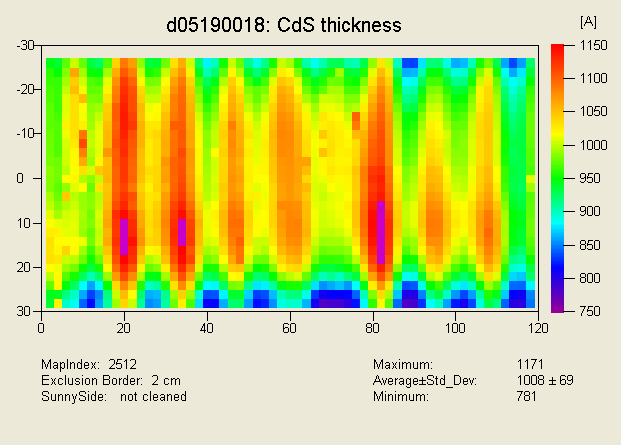 d05190018: CdS thickness
[A]
-30
-20
-10
0
10
20
30
0 20 40 60 80 100 120
1150
1100
1050
1000
950
900
850
800
750
MapIndex: 2512
Exclusion Border: 2 cm
SunnySide: not cleaned
Maximum: 1171
Average±Std_Dev: 1008 ± 69
Minimum: 781